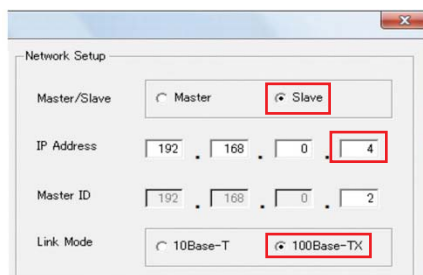 Network Setup
Master/Slave Master Slave
IP Address 192 . 168 . 0 . 4
Master ID 192 . 168 . 0 . 2
Link Mode 10Base-T 100Base-TX